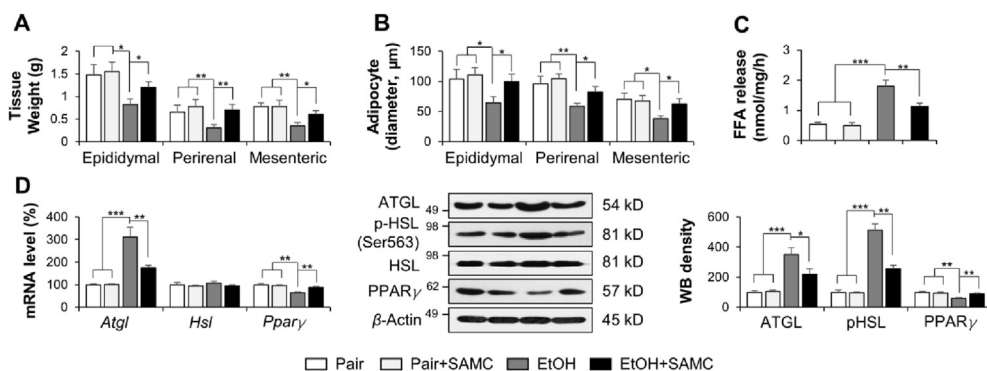 A
Tissue
Weight (g)
2
1.5
1
0.5
0
* * ** ** ** *
Epididymal Perirenal Mesenteric
B
Adipocyte
(diameter, μm)
200
150
100
50
0
* * ** * * *
Epididymal Perirenal Mesenteric
C
FFA release
(nmol/mg/h)
3
2
1
0
*** **
D
mRNA level (%)
400
300
200
100
0
*** ** ** **
Atgl Hsl Pparγ
ATGL 49 54 kD
p-HSL
(Ser563) 98 81 kD
HSL 98 81 kD
PPARγ 62 57 kD
β-Actin 49 45 kD
WB density
600
400
200
0
*** * *** ** ** **
ATGL pHSL PPARγ
Pair Pair+SAMC EtOH EtOH+SAMC